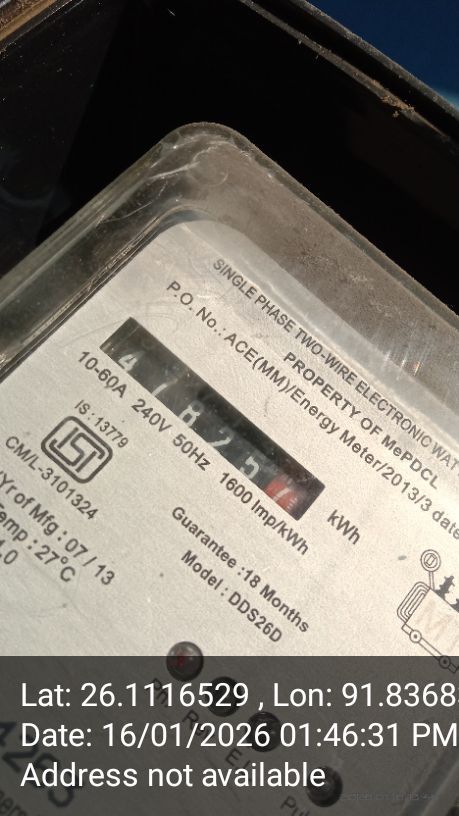 SINGLE PHASE TWO-WIRE ELECTRONIC WAT
P.O. No.: ACE(MM)/Energy Meter/2013/3 date
PROPERTY OF MePDCL
47825
kWh
10-60A 240V 50Hz 1600 Imp/kWh
IS : 13779
ISI
CM/L-3101324
/Yr of Mfg : 07 / 13
emp : 27°C
Guarantee : 18 Months
Model : DDS26D
Lat: 26.1116529 , Lon: 91.8368
Date: 16/01/2026 01:46:31 PM
Address not available